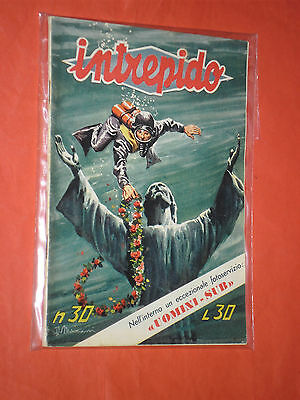 intrepido
Nell'interno un eccezionale fotoservizio:
«UOMINI-SUB»
n 30
L 30